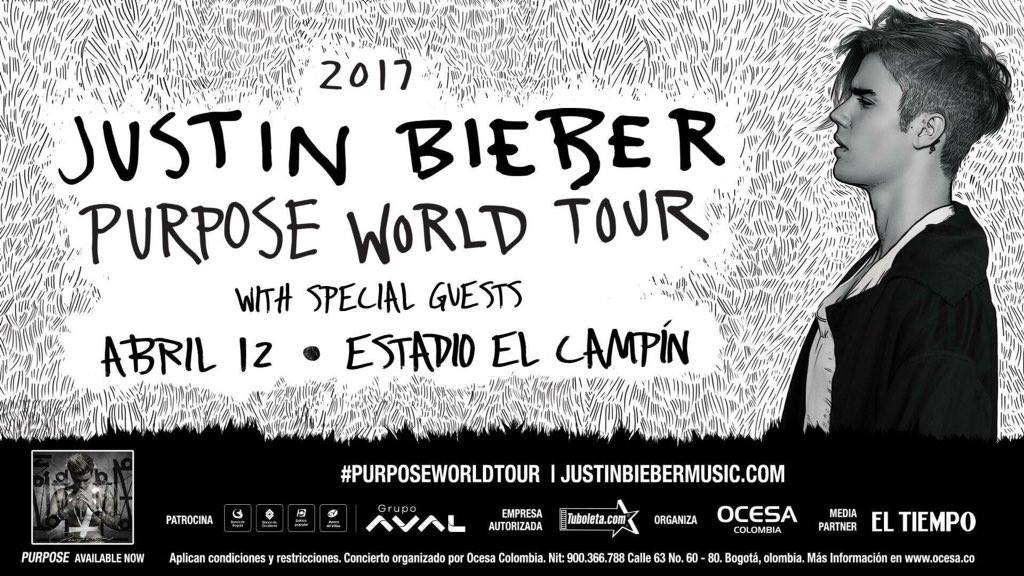 2017
JUSTIN BIEBER
PURPOSE WORLD TOUR
WITH SPECIAL GUESTS
ABRIL 12 • ESTADIO EL CAMPÍN
#PURPOSEWORLDTOUR | JUSTINBIEBERMUSIC.COM
PATROCINA
Grupo
AVAL
EMPRESA
AUTORIZADA
Tuboleta.com
ORGANIZA
OCESA
COLOMBIA
MEDIA
PARTNER
EL TIEMPO
PURPOSE AVAILABLE NOW
Aplican condiciones y restricciones. Concierto organizado por Ocesa Colombia. Nit: 900.366.788 Calle 63 No. 60 - 80. Bogotá, olombia. Más Información en www.ocesa.co